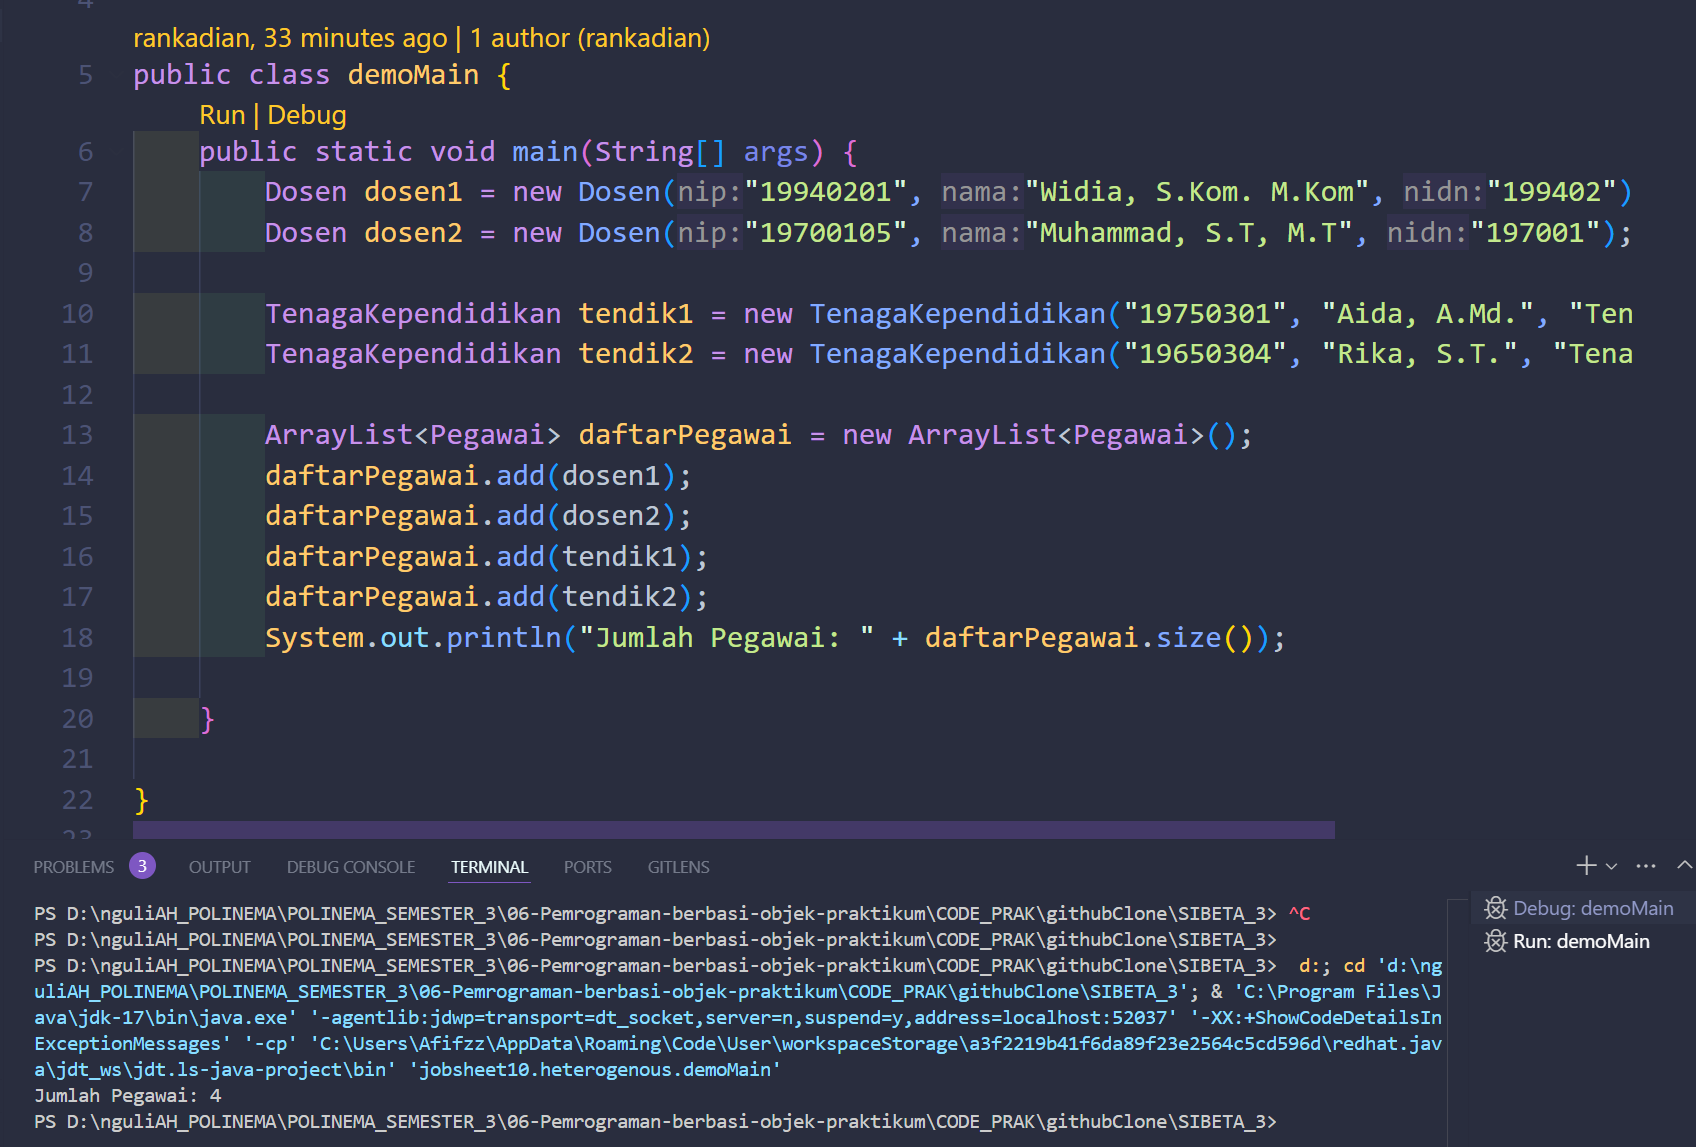 4
rankadian, 33 minutes ago | 1 author (rankadian)
5 public class demoMain {
Run | Debug
6 public static void main(String[] args) {
7 Dosen dosen1 = new Dosen(nip:"19940201", nama:"Widia, S.Kom. M.Kom", nidn:"199402")
8 Dosen dosen2 = new Dosen(nip:"19700105", nama:"Muhammad, S.T, M.T", nidn:"197001");
9
10 TenagaKependidikan tendik1 = new TenagaKependidikan("19750301", "Aida, A.Md.", "Ten
11 TenagaKependidikan tendik2 = new TenagaKependidikan("19650304", "Rika, S.T.", "Tena
12
13 ArrayList<Pegawai> daftarPegawai = new ArrayList<Pegawai>();
14 daftarPegawai.add(dosen1);
15 daftarPegawai.add(dosen2);
16 daftarPegawai.add(tendik1);
17 daftarPegawai.add(tendik2);
18 System.out.println("Jumlah Pegawai: " + daftarPegawai.size());
19
20 }
21
22 }
23
PROBLEMS 3 OUTPUT DEBUG CONSOLE TERMINAL PORTS GITLENS
PS D:\nguliAH_POLINEMA\POLINEMA_SEMESTER_3\06-Pemrograman-berbasi-objek-praktikum\CODE_PRAK\githubClone\SIBETA_3> ^C
PS D:\nguliAH_POLINEMA\POLINEMA_SEMESTER_3\06-Pemrograman-berbasi-objek-praktikum\CODE_PRAK\githubClone\SIBETA_3>
PS D:\nguliAH_POLINEMA\POLINEMA_SEMESTER_3\06-Pemrograman-berbasi-objek-praktikum\CODE_PRAK\githubClone\SIBETA_3>  d:; cd 'd:\ng
uliAH_POLINEMA\POLINEMA_SEMESTER_3\06-Pemrograman-berbasi-objek-praktikum\CODE_PRAK\githubClone\SIBETA_3'; & 'C:\Program Files\J
ava\jdk-17\bin\java.exe' '-agentlib:jdwp=transport=dt_socket,server=n,suspend=y,address=localhost:52037' '-XX:+ShowCodeDetailsIn
ExceptionMessages' '-cp' 'C:\Users\Afifzz\AppData\Roaming\Code\User\workspaceStorage\a3f2219b41f6da89f23e2564c5cd596d\redhat.jav
a\jdt_ws\jdt.ls-java-project\bin' 'jobsheet10.heterogenous.demoMain'
Jumlah Pegawai: 4
PS D:\nguliAH_POLINEMA\POLINEMA_SEMESTER_3\06-Pemrograman-berbasi-objek-praktikum\CODE_PRAK\githubClone\SIBETA_3>
Debug: demoMain
Run: demoMain